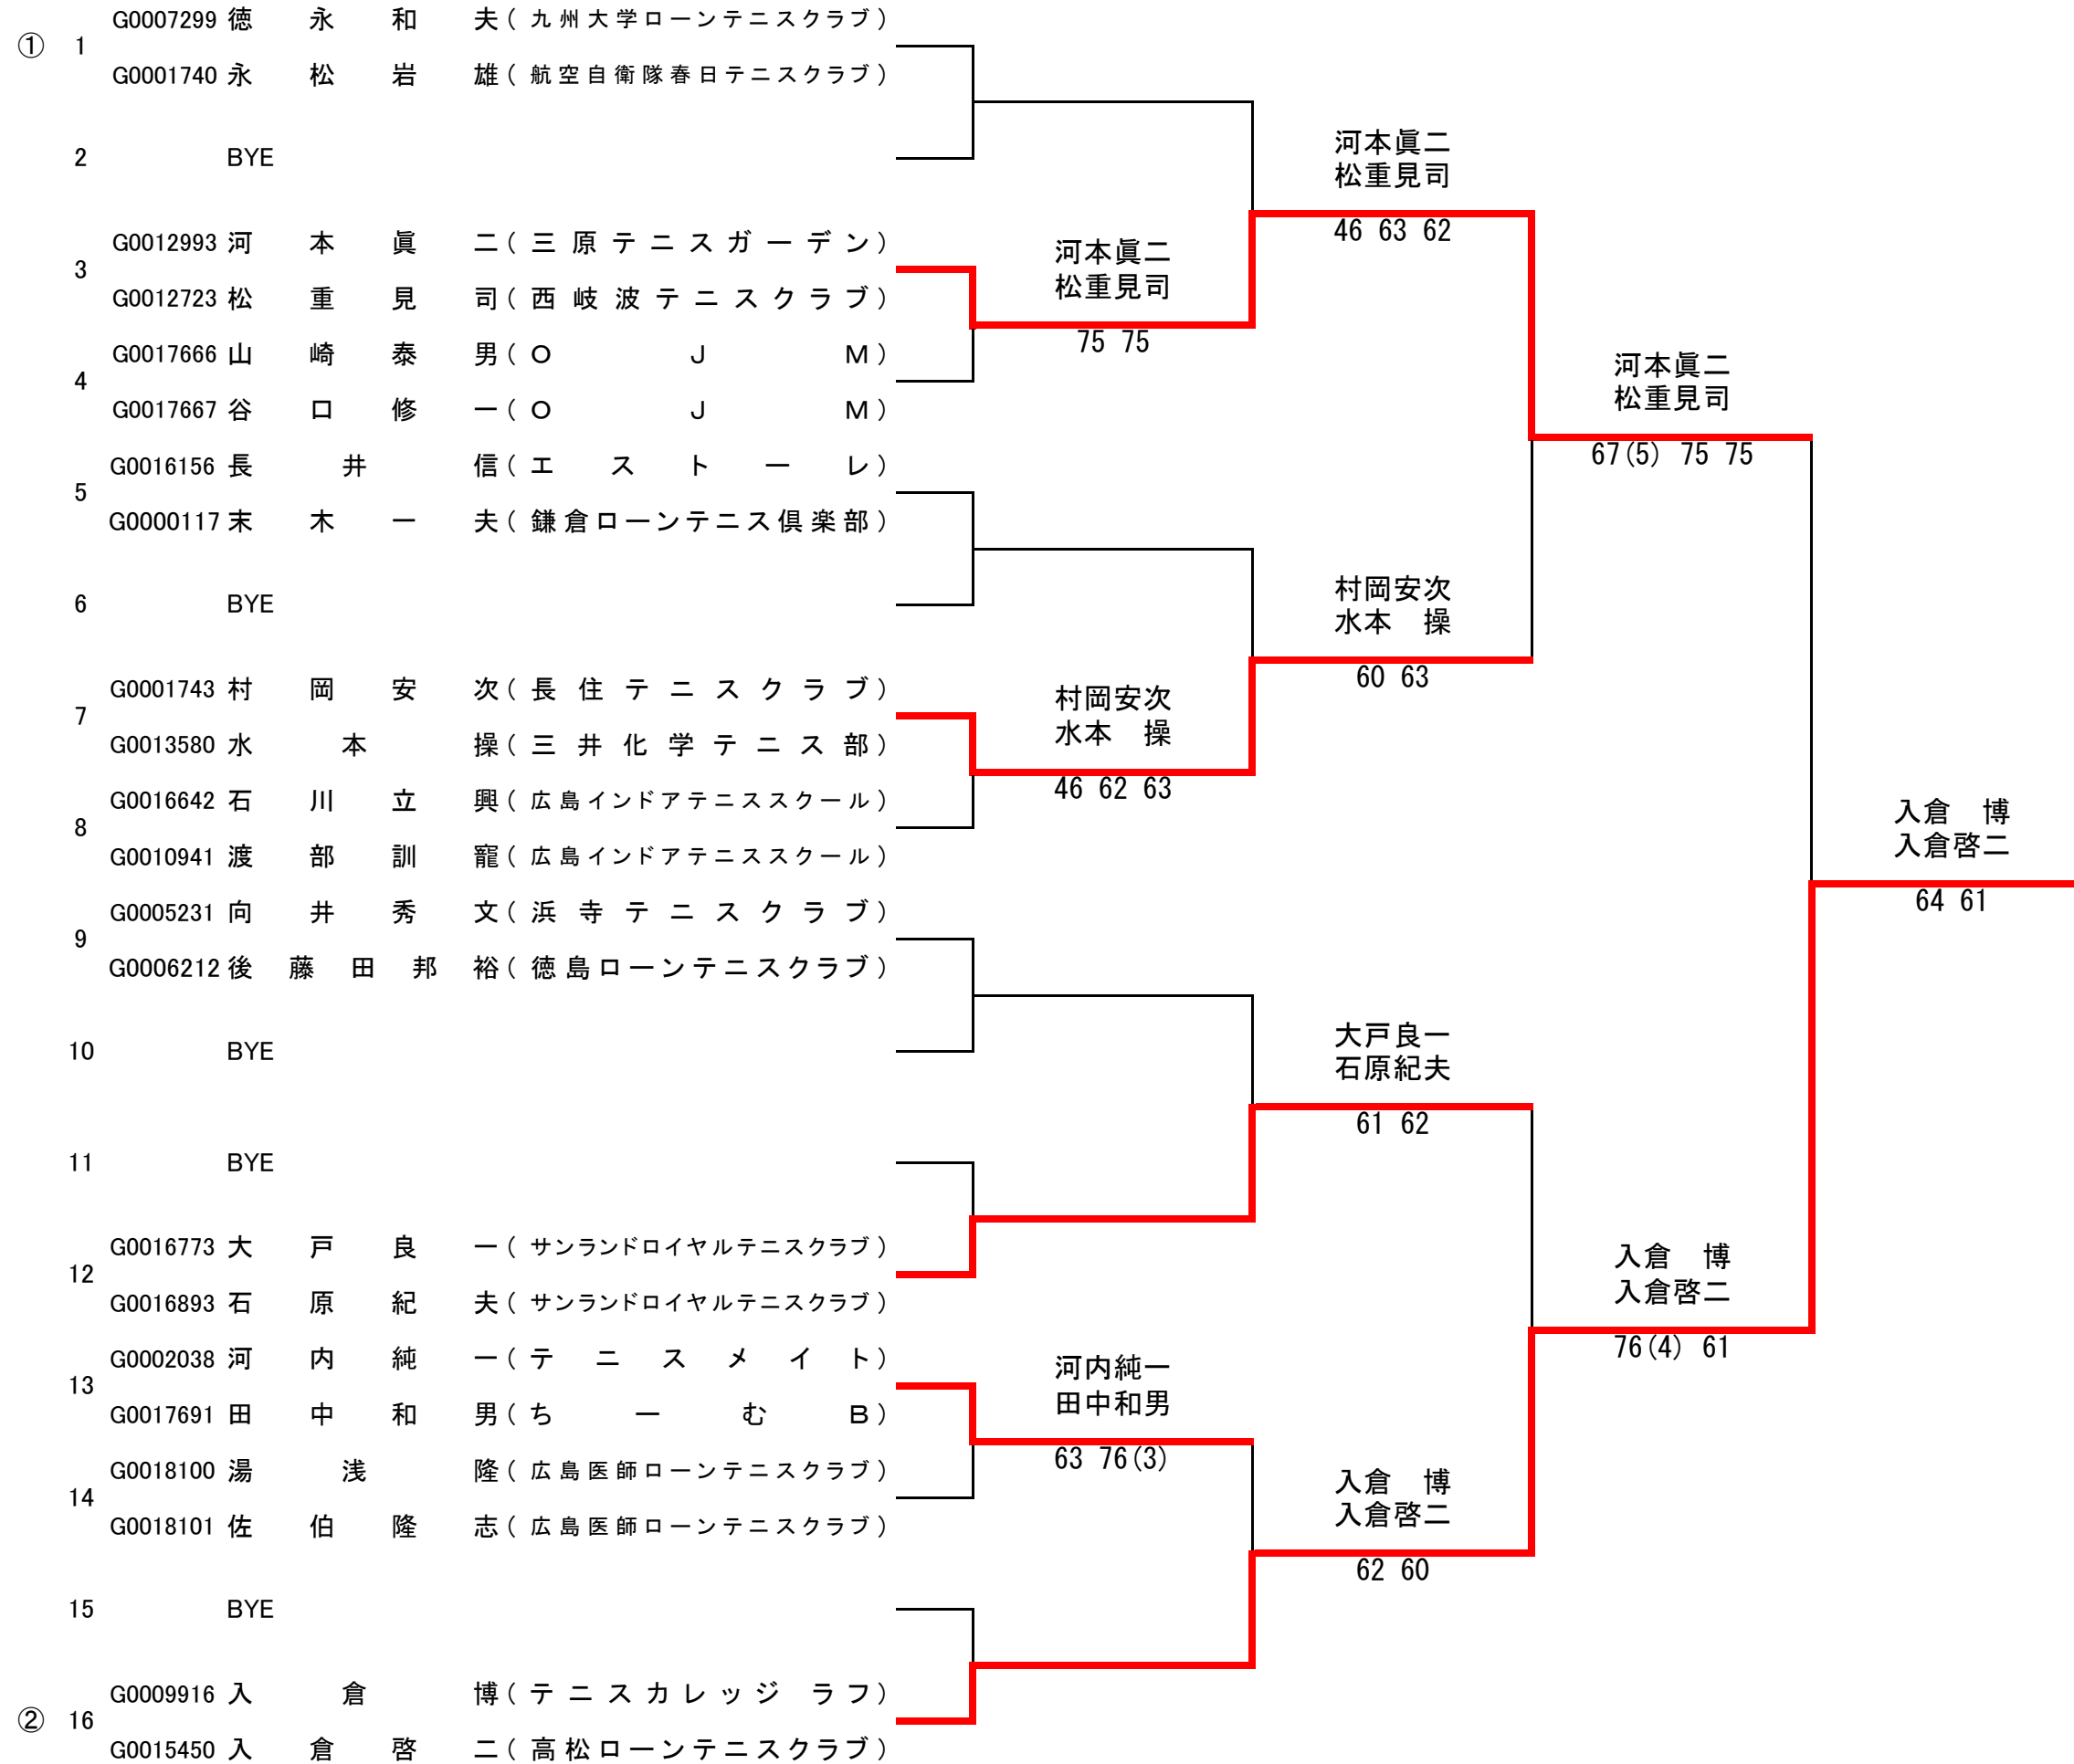 G0007299 徳永和夫(九州大学ローンテニスクラブ)
① 1
G0001740 永松岩雄(航空自衛隊春日テニスクラブ)
2 BYE
G0012993 河本眞二(三原テニスガーデン)
3
G0012723 松重見司(西岐波テニスクラブ)
G0017666 山崎泰男(OJM)
4
G0017667 谷口修一(OJM)
G0016156 長井信(エストーレ)
5
G0000117 末木一夫(鎌倉ローンテニス倶楽部)
6 BYE
G0001743 村岡安次(長住テニスクラブ)
7
G0013580 水本操(三井化学テニス部)
G0016642 石川立興(広島インドアテニススクール)
8
G0010941 渡部訓寵(広島インドアテニススクール)
G0005231 向井秀文(浜寺テニスクラブ)
9
G0006212 後藤田邦裕(徳島ローンテニスクラブ)
10 BYE
11 BYE
G0016773 大戸良一(サンランドロイヤルテニスクラブ)
12
G0016893 石原紀夫(サンランドロイヤルテニスクラブ)
G0002038 河内純一(テニスメイト)
13
G0017691 田中和男(ちーむB)
G0018100 湯浅隆(広島医師ローンテニスクラブ)
14
G0018101 佐伯隆志(広島医師ローンテニスクラブ)
15 BYE
G0009916 入倉博(テニスカレッジ ラフ)
② 16
G0015450 入倉啓二(高松ローンテニスクラブ)
河本眞二
松重見司
75 75
村岡安次
水本　操
46 62 63
河内純一
田中和男
63 76(3)
河本眞二
松重見司
46 63 62
村岡安次
水本　操
60 63
大戸良一
石原紀夫
61 62
入倉　博
入倉啓二
62 60
河本眞二
松重見司
67(5) 75 75
入倉　博
入倉啓二
76(4) 61
入倉　博
入倉啓二
64 61